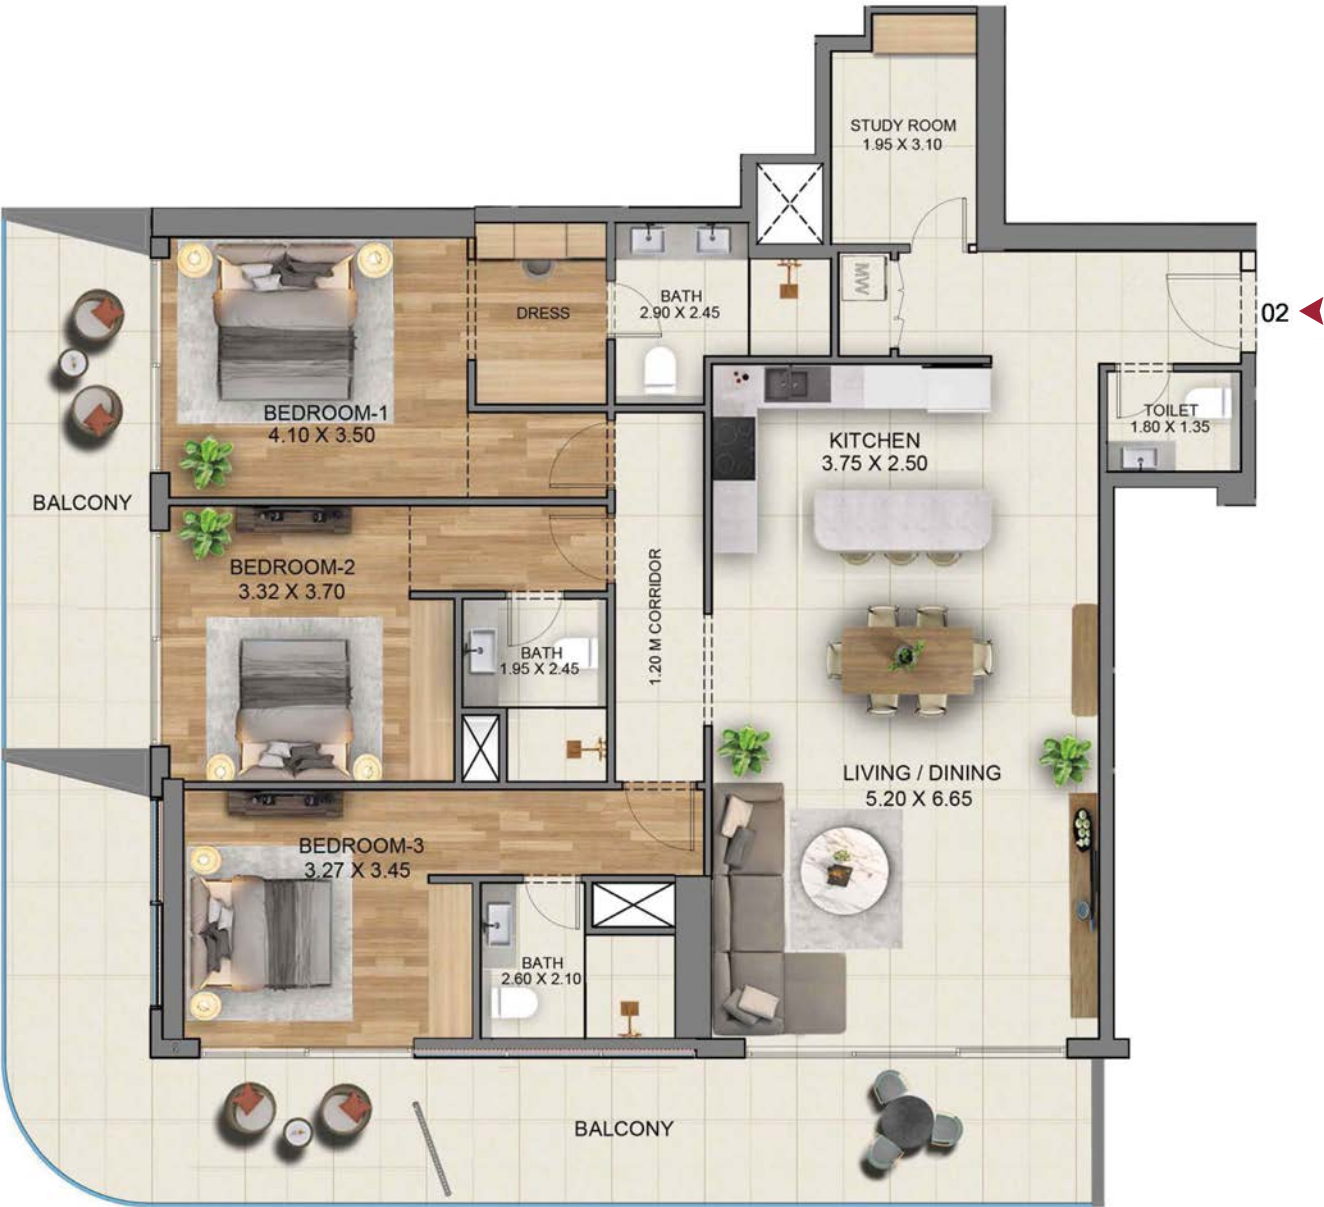 STUDY ROOM
1.95 X 3.10
02
MW
BATH
2.90 X 2.45
DRESS
BEDROOM-1
4.10 X 3.50
TOILET
1.80 X 1.35
KITCHEN
3.75 X 2.50
BALCONY
BEDROOM-2
3.32 X 3.70
1.20 M CORRIDOR
BATH
1.95 X 2.45
LIVING / DINING
5.20 X 6.65
BEDROOM-3
3.27 X 3.45
BATH
2.60 X 2.10
BALCONY